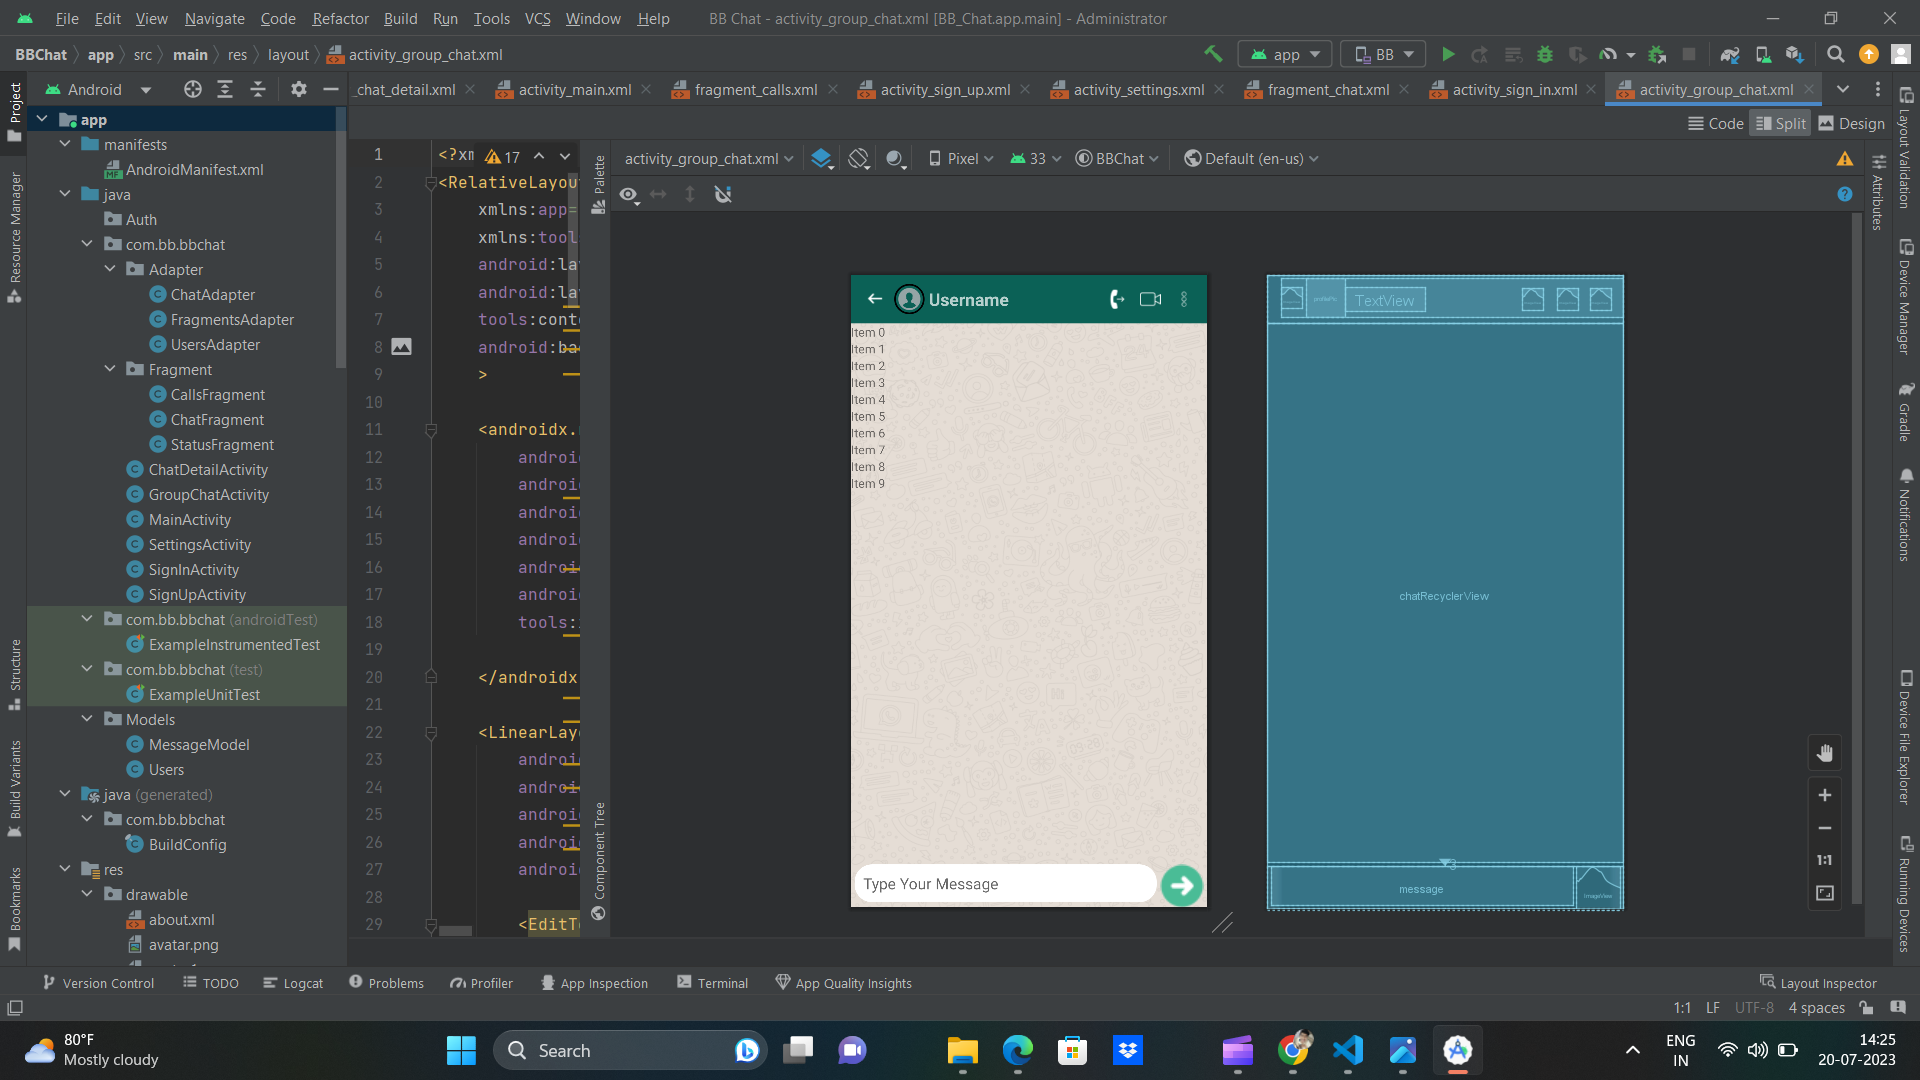 File Edit View Navigate Code Refactor Build Run Tools VCS Window Help BB Chat - activity_group_chat.xml [BB_Chat.app.main] - Administrator
BBChat app src main res layout activity_group_chat.xml
app BB
Android
_chat_detail.xml activity_main.xml fragment_calls.xml activity_sign_up.xml activity_settings.xml fragment_chat.xml activity_sign_in.xml activity_group_chat.xml
Code Split Design
Project
Resource Manager
Structure
Build Variants
Bookmarks
app
manifests
AndroidManifest.xml
java
Auth
com.bb.bbchat
Adapter
ChatAdapter
FragmentsAdapter
UsersAdapter
Fragment
CallsFragment
ChatFragment
StatusFragment
ChatDetailActivity
GroupChatActivity
MainActivity
SettingsActivity
SignInActivity
SignUpActivity
com.bb.bbchat (androidTest)
ExampleInstrumentedTest
com.bb.bbchat (test)
ExampleUnitTest
Models
MessageModel
Users
java (generated)
com.bb.bbchat
BuildConfig
res
drawable
about.xml
avatar.png
1 <?xm 17
2 <RelativeLayou
3 xmlns:app=
4 xmlns:tool
5 android:la
6 android:la
7 tools:cont
8 android:ba
9 >
10
11 <androidx.
12 androi
13 androi
14 androi
15 androi
16 androi
17 androi
18 tools:
19
20 </androidx
21
22 <LinearLay
23 androi
24 androi
25 androi
26 androi
27 androi
28
29 <EditT
Palette
Component Tree
activity_group_chat.xml Pixel 33 BBChat Default (en-us)
Username
Item 0
Item 1
Item 2
Item 3
Item 4
Item 5
Item 6
Item 7
Item 8
Item 9
Type Your Message
TextView
chatRecyclerView
message
ImageView
1:1
Attributes
Layout Validation
Device Manager
Gradle
Notifications
Device File Explorer
Running Devices
Version Control TODO Logcat Problems Profiler App Inspection Terminal App Quality Insights Layout Inspector
1:1 LF UTF-8 4 spaces
80°F
Mostly cloudy
Search
ENG
IN
14:25
20-07-2023